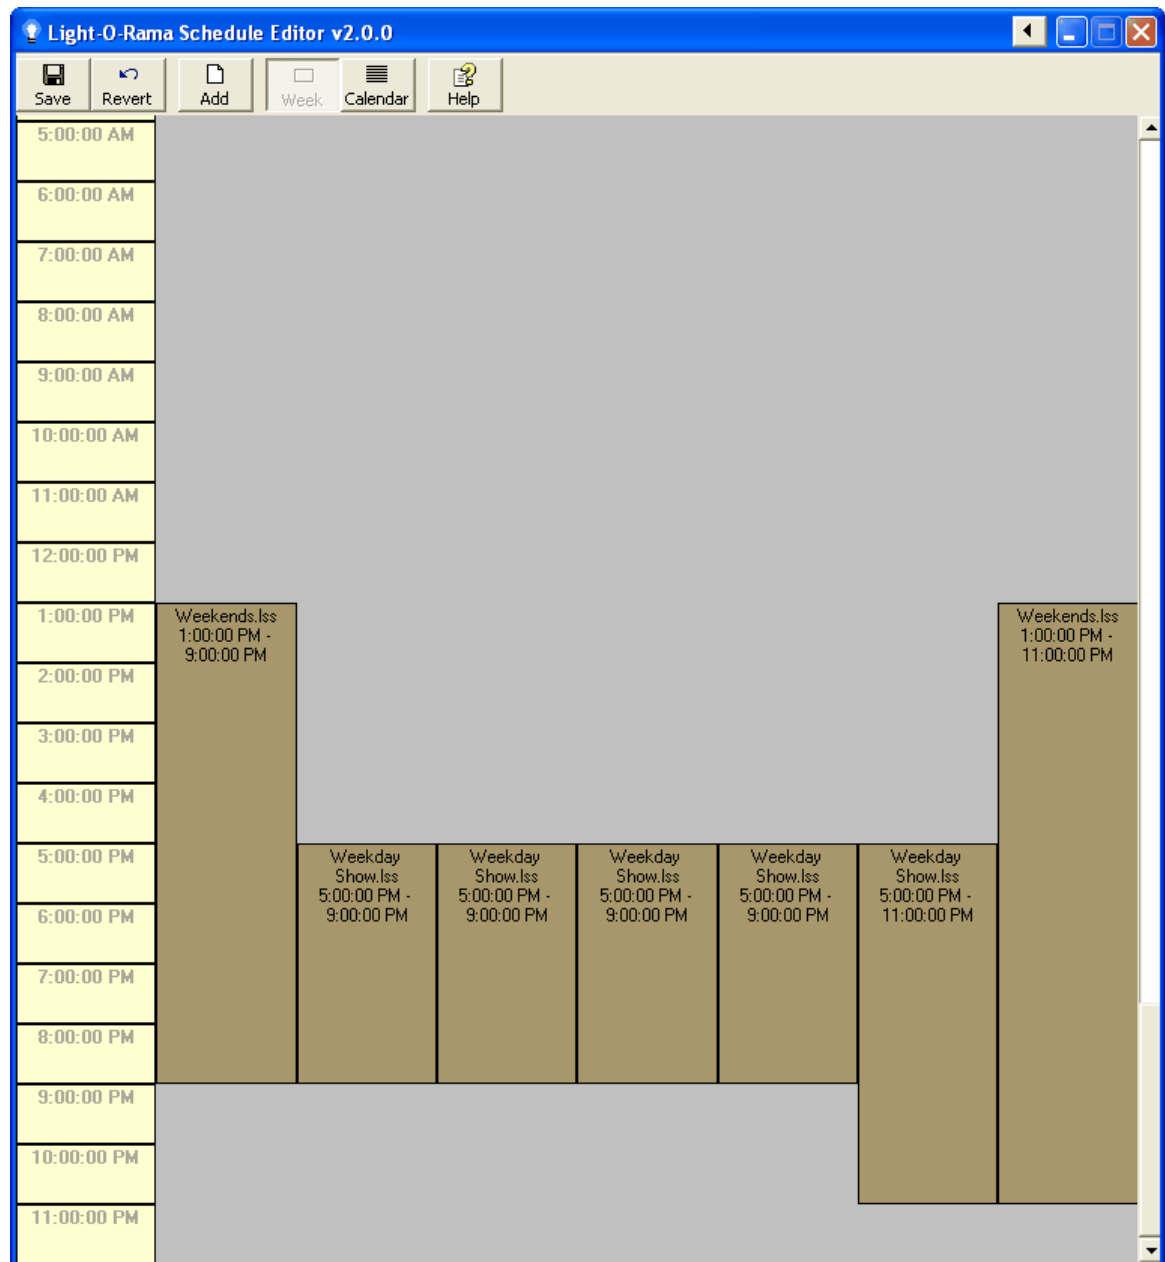 Light-O-Rama Schedule Editor v2.0.0
Save Revert Add Week Calendar Help
5:00:00 AM
6:00:00 AM
7:00:00 AM
8:00:00 AM
9:00:00 AM
10:00:00 AM
11:00:00 AM
12:00:00 PM
1:00:00 PM
2:00:00 PM
3:00:00 PM
4:00:00 PM
5:00:00 PM
6:00:00 PM
7:00:00 PM
8:00:00 PM
9:00:00 PM
10:00:00 PM
11:00:00 PM
Weekends.lss
1:00:00 PM -
9:00:00 PM
Weekday
Show.lss
5:00:00 PM -
9:00:00 PM
Weekday
Show.lss
5:00:00 PM -
9:00:00 PM
Weekday
Show.lss
5:00:00 PM -
9:00:00 PM
Weekday
Show.lss
5:00:00 PM -
9:00:00 PM
Weekday
Show.lss
5:00:00 PM -
11:00:00 PM
Weekends.lss
1:00:00 PM -
11:00:00 PM